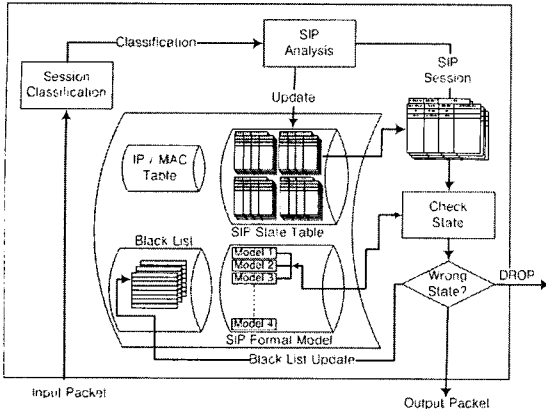 Classification
SIP
Analysis
SIP
Session
Session
Classification
Update
IP / MAC
Table
SIP State Table
Check
State
Black List
Model 1
Model 2
Model 3
Model 4
SIP Formal Model
Wrong
State?
DROP
Black List Update
Input Packet
Output Packet